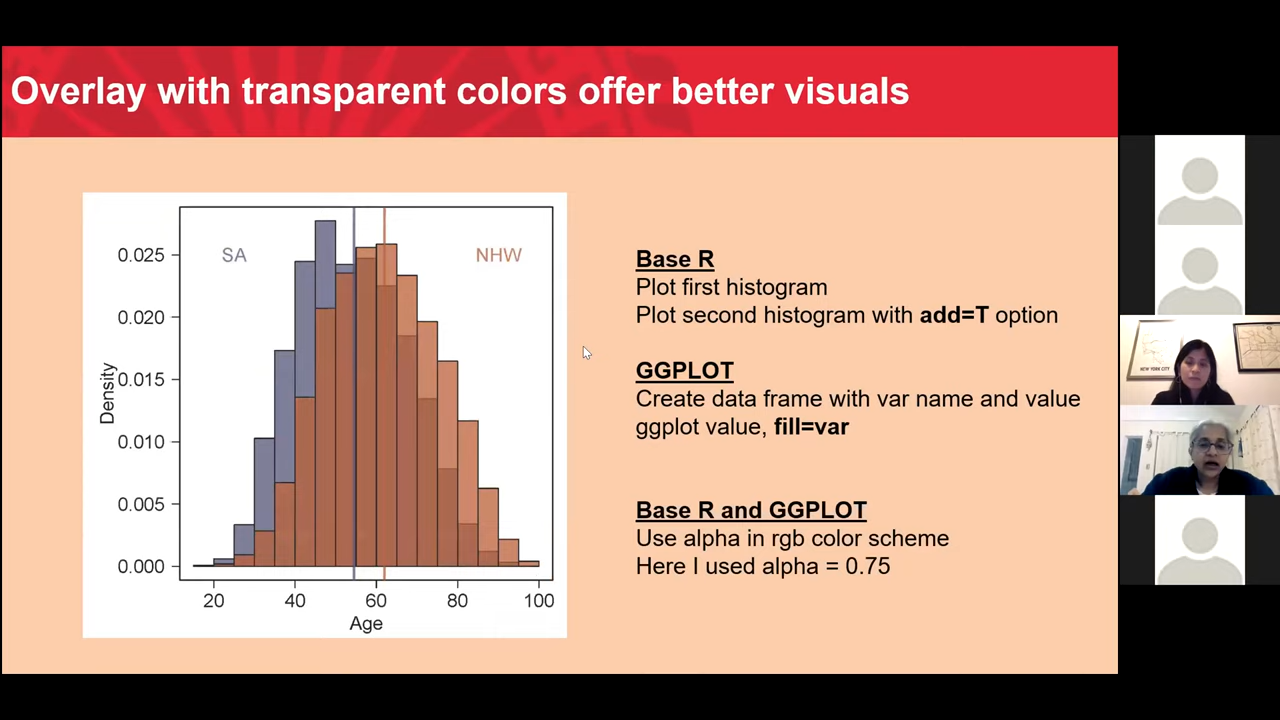 Overlay with transparent colors offer better visuals
SA
NHW
0.025
0.020
0.015
0.010
0.005
0.000
Density
20 40 60 80 100
Age
Base R
Plot first histogram
Plot second histogram with add=T option
GGPLOT
Create data frame with var name and value
ggplot value, fill=var
Base R and GGPLOT
Use alpha in rgb color scheme
Here I used alpha = 0.75
NEW YORK CITY